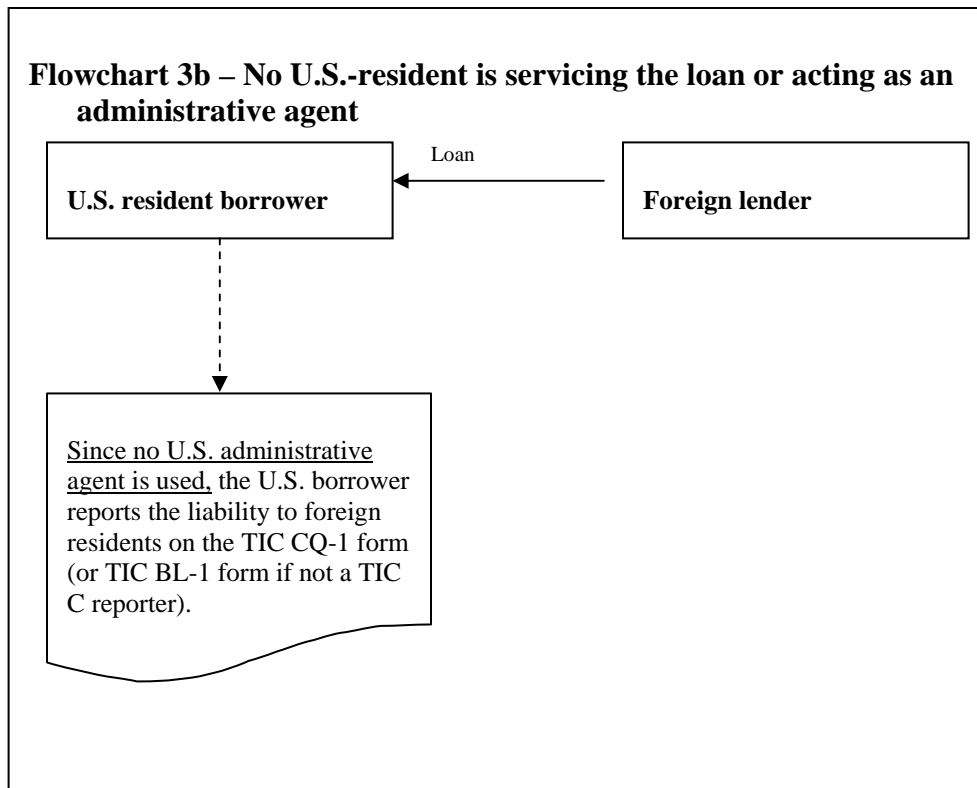 Flowchart 3b – No U.S.-resident is servicing the loan or acting as an
administrative agent
Loan
U.S. resident borrower
Foreign lender
Since no U.S. administrative
agent is used, the U.S. borrower
reports the liability to foreign
residents on the TIC CQ-1 form
(or TIC BL-1 form if not a TIC
C reporter).